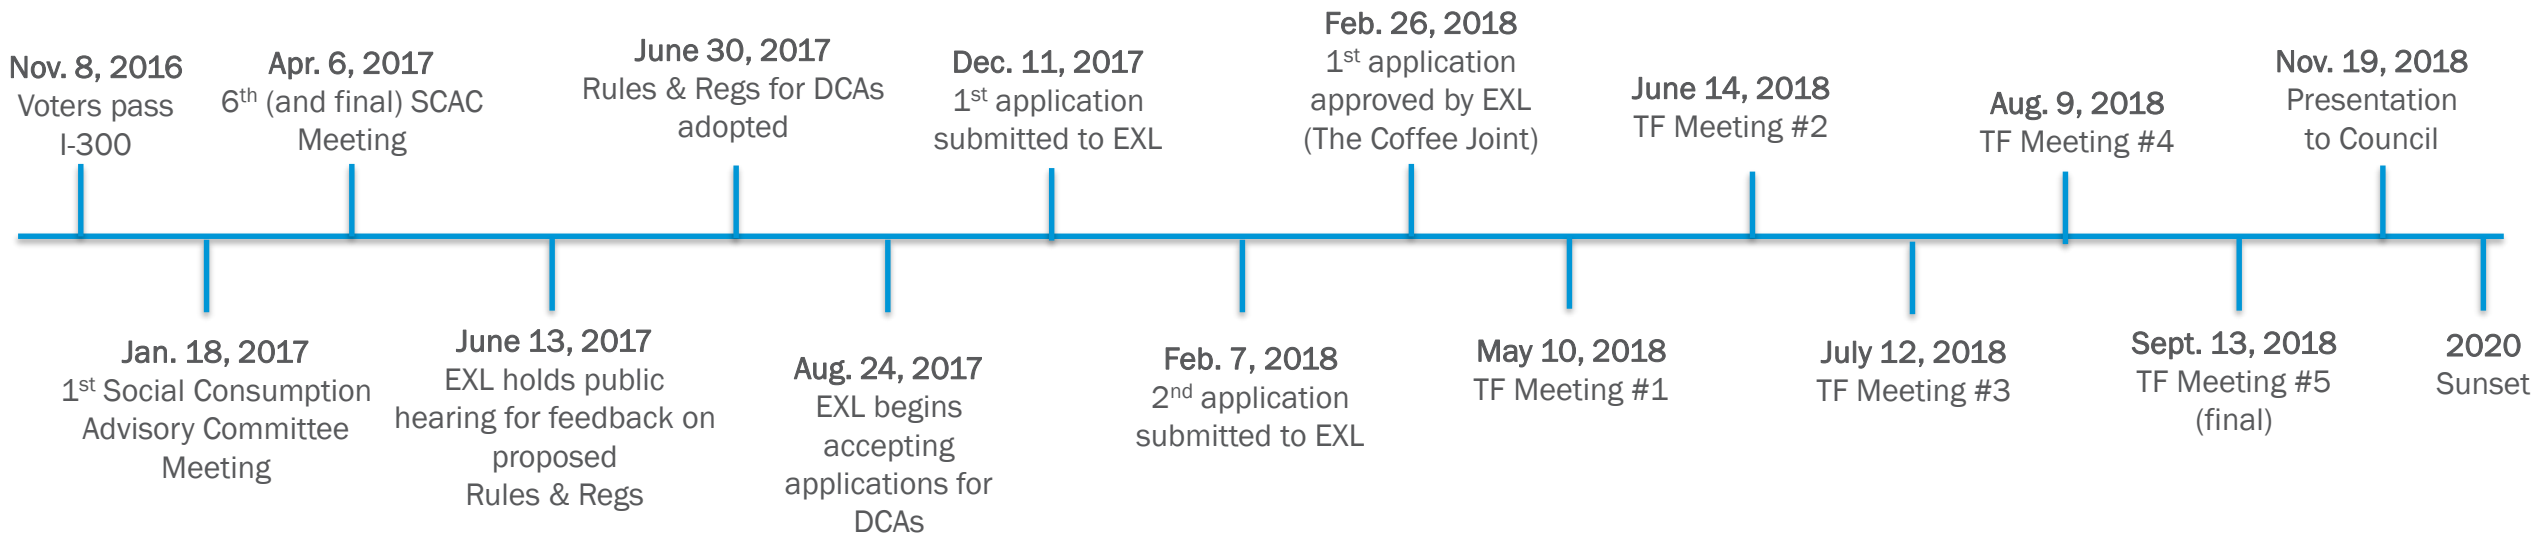 Nov. 8, 2016
Voters pass
I-300
Jan. 18, 2017
1st Social Consumption
Advisory Committee
Meeting
Apr. 6, 2017
6th (and final) SCAC
Meeting
June 13, 2017
EXL holds public
hearing for feedback on
proposed
Rules & Regs
June 30, 2017
Rules & Regs for DCAs
adopted
Aug. 24, 2017
EXL begins
accepting
applications for
DCAs
Dec. 11, 2017
1st application
submitted to EXL
Feb. 7, 2018
2nd application
submitted to EXL
Feb. 26, 2018
1st application
approved by EXL
(The Coffee Joint)
May 10, 2018
TF Meeting #1
June 14, 2018
TF Meeting #2
July 12, 2018
TF Meeting #3
Aug. 9, 2018
TF Meeting #4
Sept. 13, 2018
TF Meeting #5
(final)
Nov. 19, 2018
Presentation
to Council
2020
Sunset